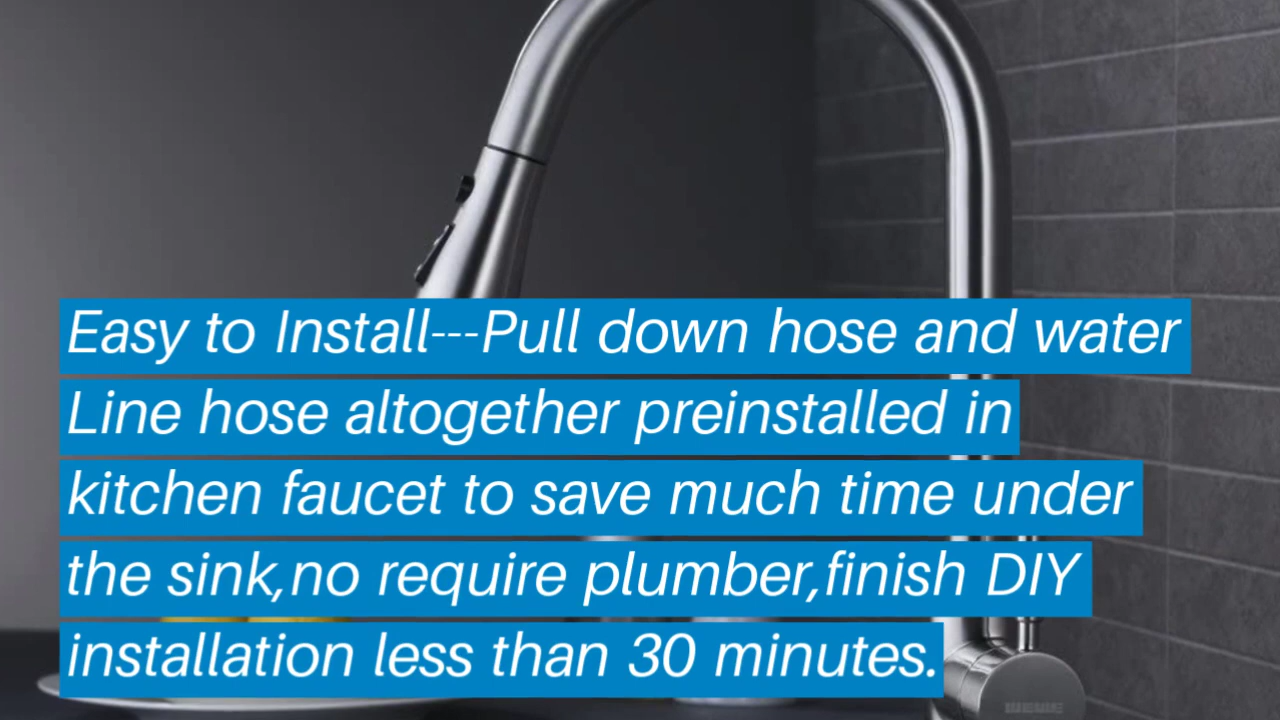 Easy to Install---Pull down hose and water
Line hose altogether preinstalled in
kitchen faucet to save much time under
the sink,no require plumber,finish DIY
installation less than 30 minutes.